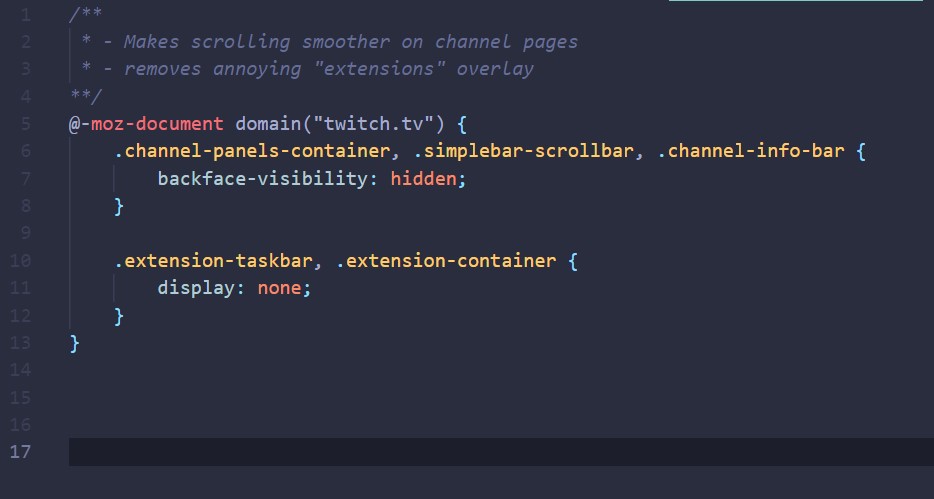 1 /**
2  * - Makes scrolling smoother on channel pages
3  * - removes annoying "extensions" overlay
4 **/
5 @-moz-document domain("twitch.tv") {
6     .channel-panels-container, .simplebar-scrollbar, .channel-info-bar {
7         backface-visibility: hidden;
8     }
9
10     .extension-taskbar, .extension-container {
11         display: none;
12     }
13 }
14
15
16
17